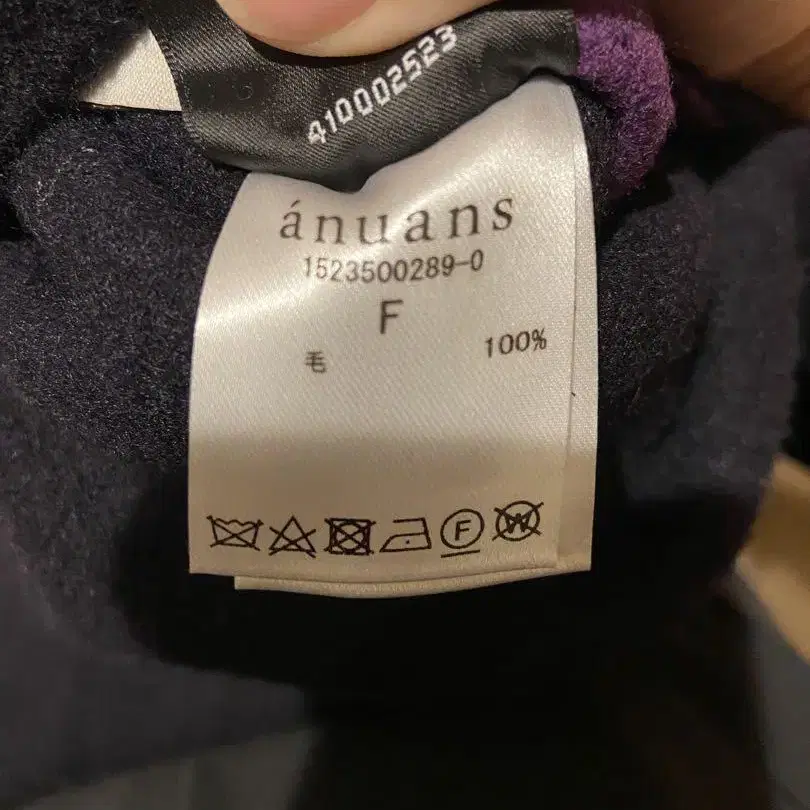 410002523
ánuans
1523500289-0
F
毛 100%
F W